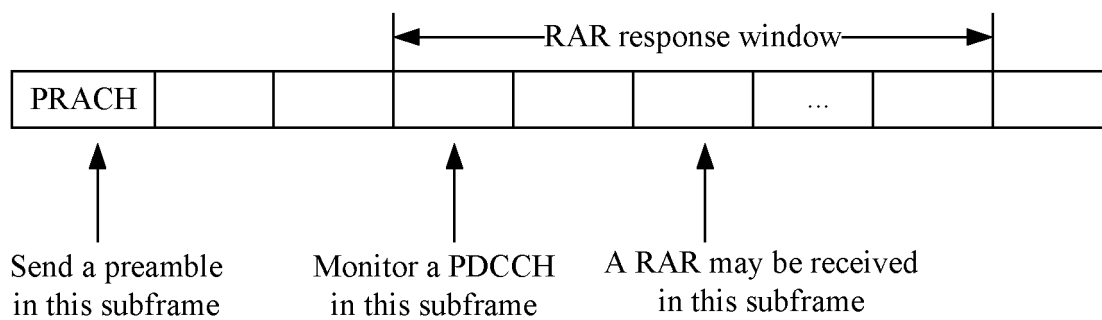 RAR response window
PRACH
...
Send a preamble
in this subframe
Monitor a PDCCH
in this subframe
A RAR may be received
in this subframe